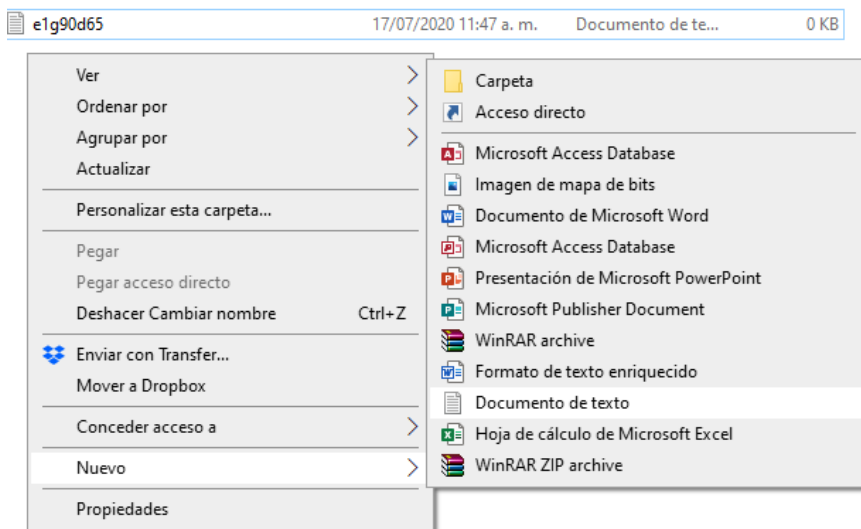 e1g90d65 17/07/2020 11:47 a. m. Documento de te... 0 KB
Ver
Ordenar por
Agrupar por
Actualizar
Personalizar esta carpeta...
Pegar
Pegar acceso directo
Deshacer Cambiar nombre Ctrl+Z
Enviar con Transfer...
Mover a Dropbox
Conceder acceso a
Nuevo
Propiedades
Carpeta
Acceso directo
Microsoft Access Database
Imagen de mapa de bits
Documento de Microsoft Word
Microsoft Access Database
Presentación de Microsoft PowerPoint
Microsoft Publisher Document
WinRAR archive
Formato de texto enriquecido
Documento de texto
Hoja de cálculo de Microsoft Excel
WinRAR ZIP archive